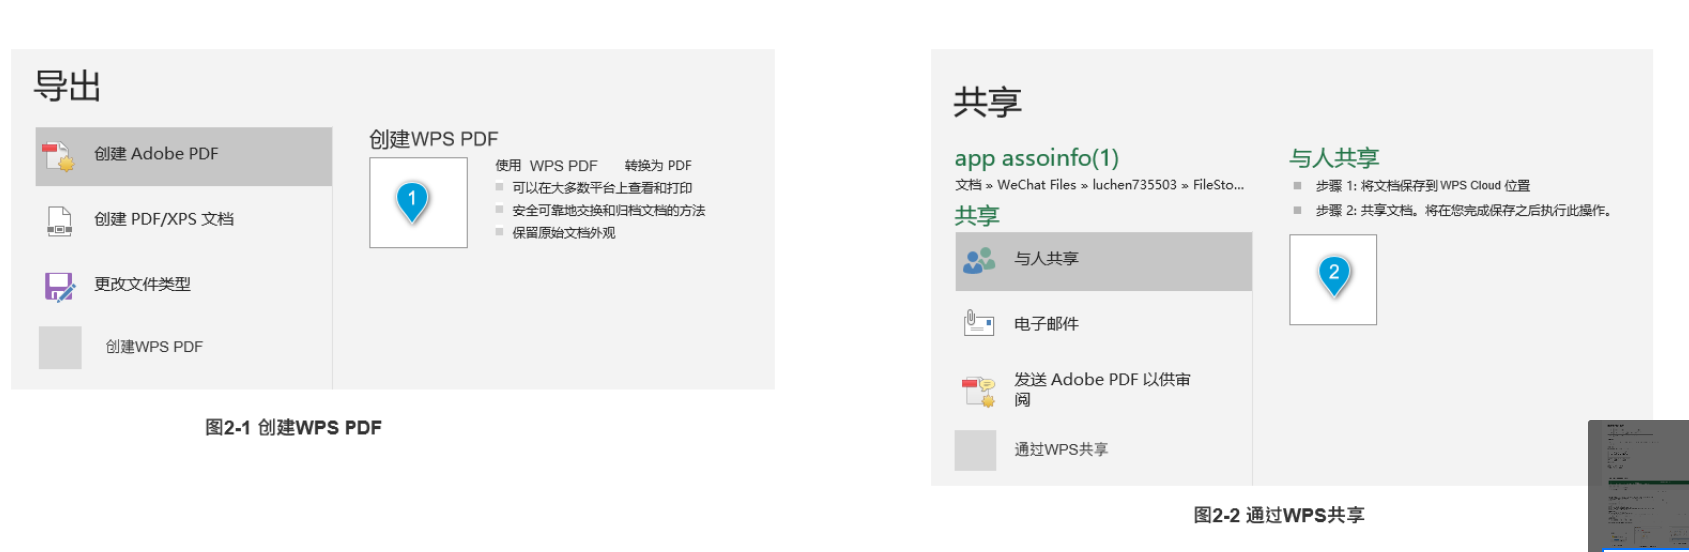 导出
创建 Adobe PDF
创建 PDF/XPS 文档
更改文件类型
创建WPS PDF
创建WPS PDF
1
使用 WPS PDF 转换为 PDF
可以在大多数平台上查看和打印
安全可靠地交换和归档文档的方法
保留原始文档外观
图2-1 创建WPS PDF
共享
app assoinfo(1)
文档 » WeChat Files » luchen735503 » FileSto...
共享
与人共享
电子邮件
发送 Adobe PDF 以供审
阅
通过WPS共享
与人共享
步骤 1: 将文档保存到 WPS Cloud 位置
步骤 2: 共享文档。将在您完成保存之后执行此操作。
2
图2-2 通过WPS共享